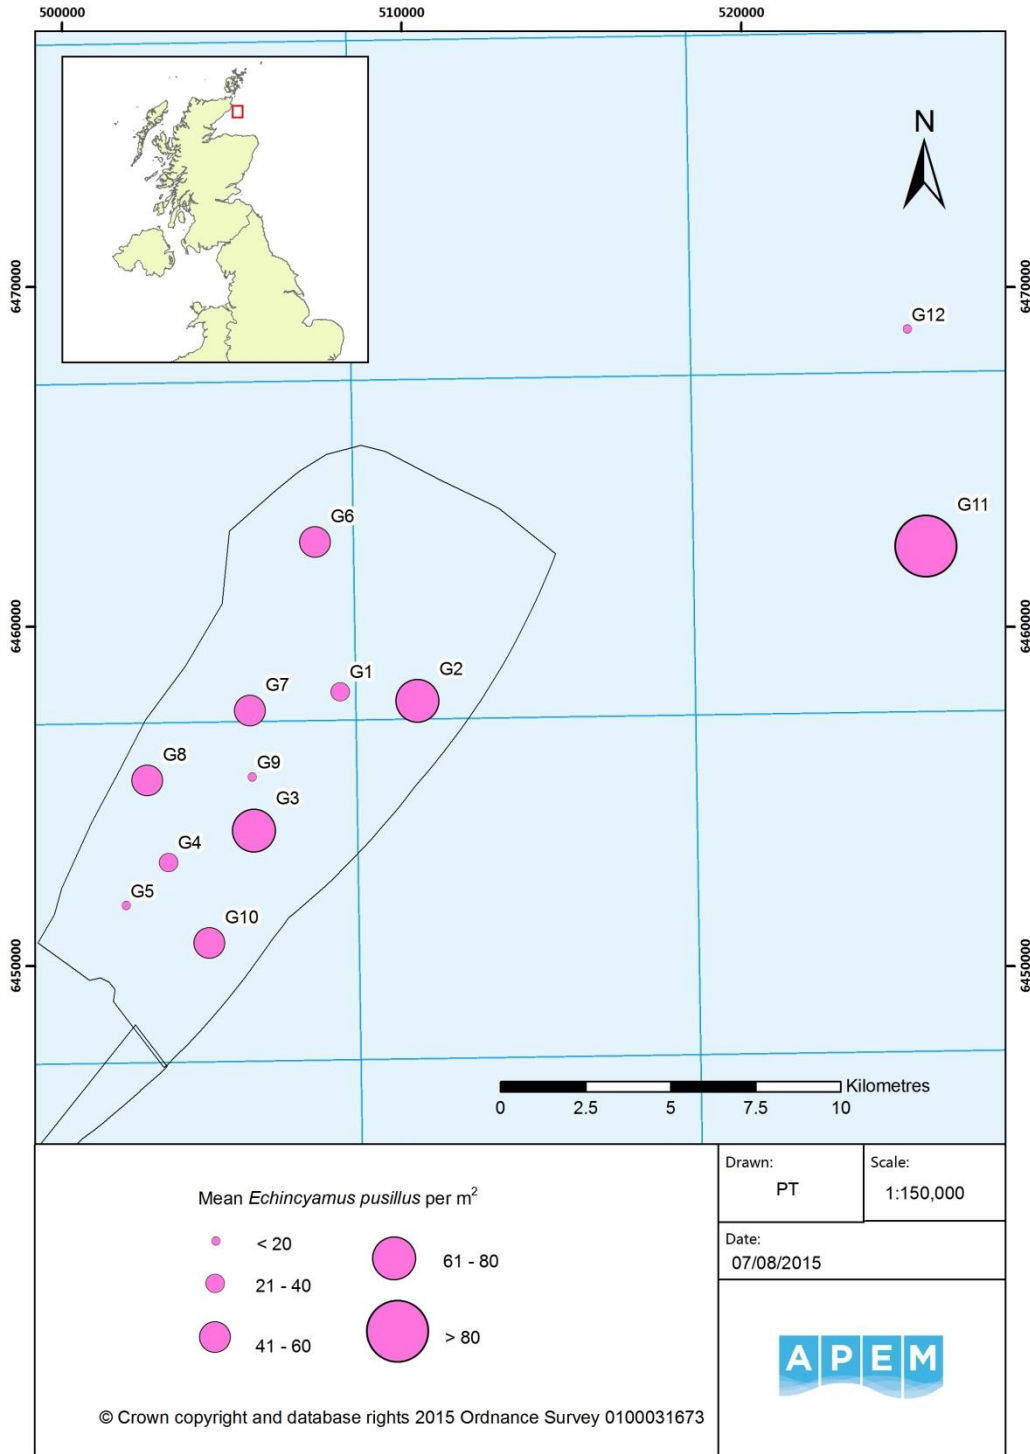 500000
510000
520000
N
6470000
6470000
G12
G11
G6
6460000
6460000
G1
G2
G7
G8
G9
G3
G4
G5
G10
6450000
6450000
Kilometres
0 2.5 5 7.5 10
Mean Echincyamus pusillus per m2
< 20
21 - 40
41 - 60
61 - 80
> 80
© Crown copyright and database rights 2015 Ordnance Survey 0100031673
Drawn:
PT
Scale:
1:150,000
Date:
07/08/2015
APEM